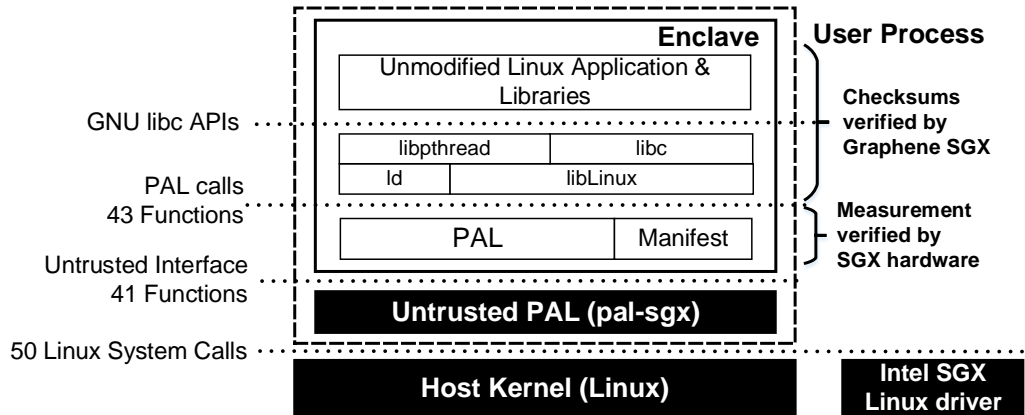 Enclave
User Process
Unmodified Linux Application &
Libraries
Checksums
verified by
Graphene SGX
GNU libc APIs
libpthread
libc
ld
libLinux
PAL calls
43 Functions
Measurement
verified by
SGX hardware
PAL
Manifest
Untrusted Interface
41 Functions
Untrusted PAL (pal-sgx)
50 Linux System Calls
Host Kernel (Linux)
Intel SGX
Linux driver